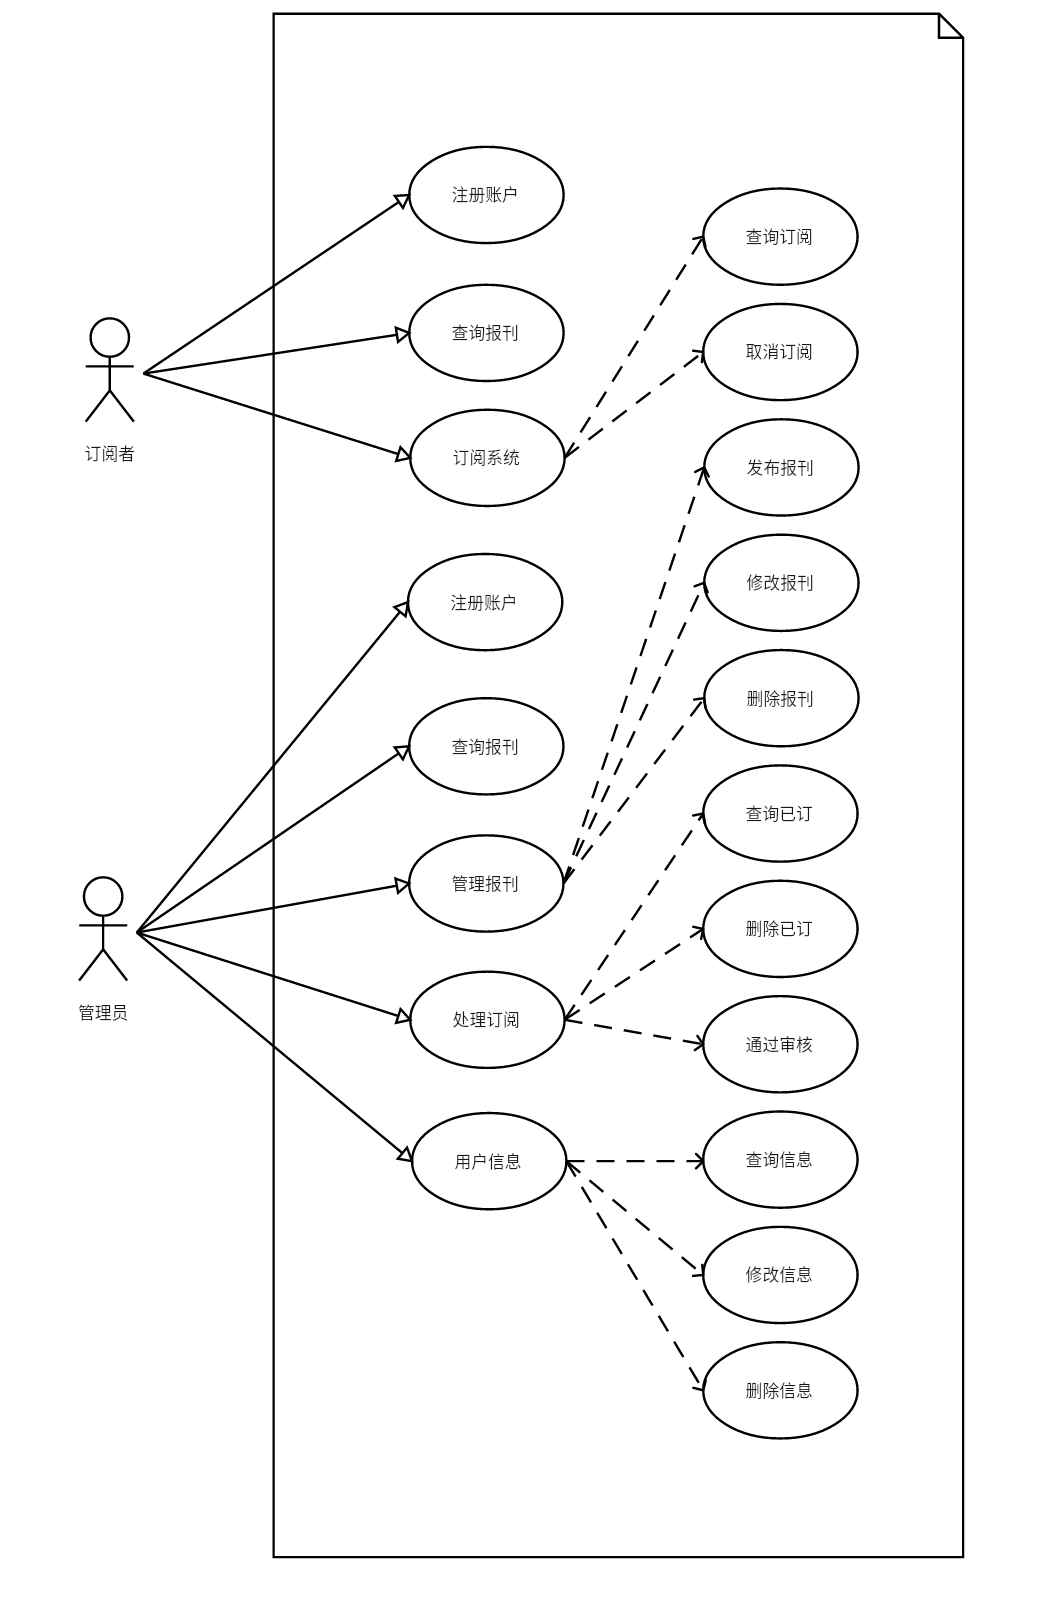 注册账户
查询订阅
查询报刊
取消订阅
订阅者
订阅系统
发布报刊
修改报刊
注册账户
删除报刊
查询报刊
查询已订
管理报刊
删除已订
管理员
处理订阅
通过审核
用户信息
查询信息
修改信息
删除信息